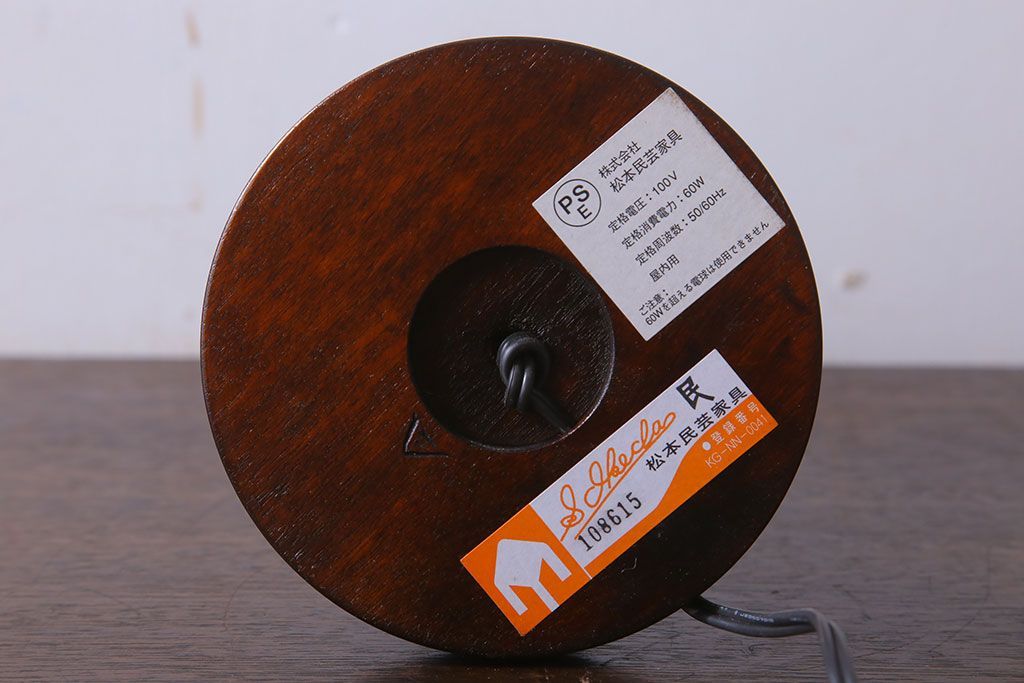 PS
E
株式会社
松本民芸家具
定格電圧：100V
定格消費電力：60W
定格周波数：50/60Hz
屋内用
ご注意：
60Wを超える電球は使用できません
民
S. Ikeda
松本民芸家具
108615
●登録番号
KG-NN-0041